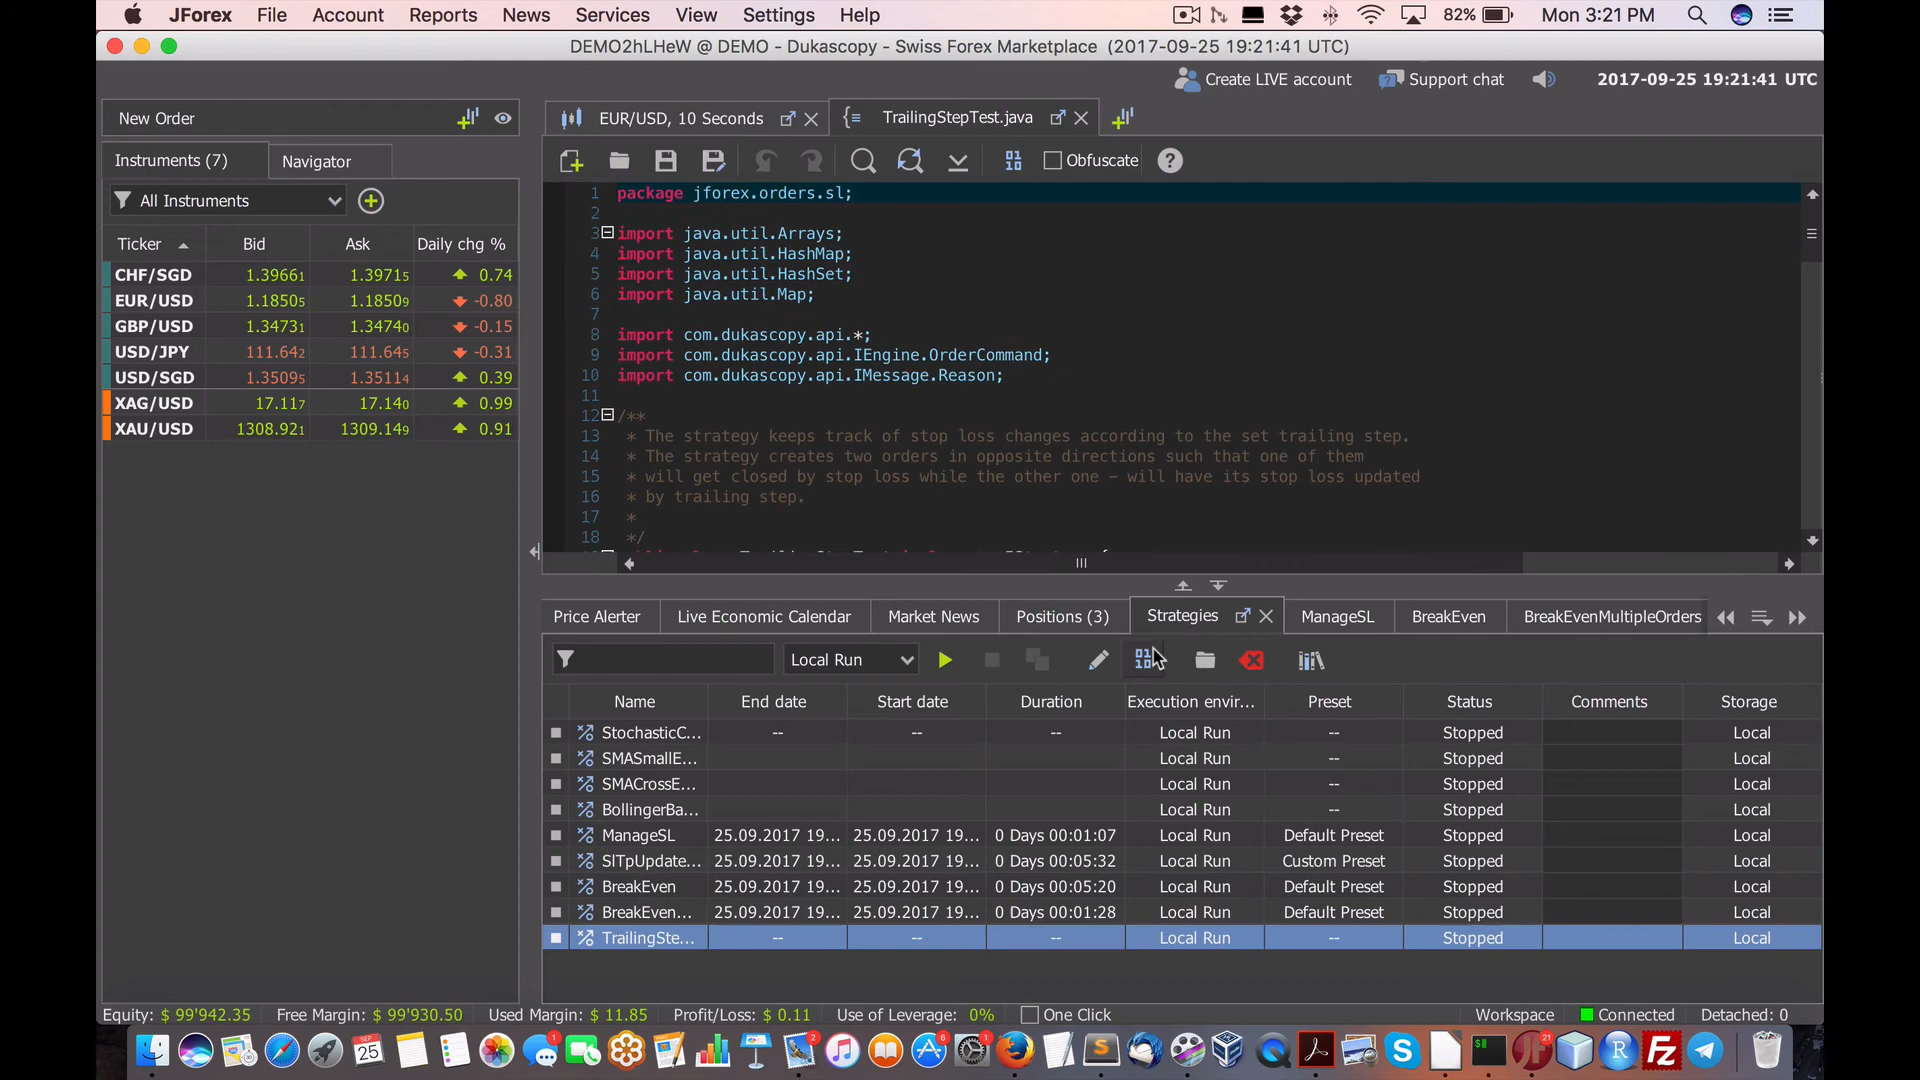 JForex File Account Reports News Services View Settings Help 82% Mon 3:21 PM
DEMO2hLHeW @ DEMO - Dukascopy - Swiss Forex Marketplace (2017-09-25 19:21:41 UTC)
Create LIVE account Support chat 2017-09-25 19:21:41 UTC
New Order
EUR/USD, 10 Seconds TrailingStepTest.java
Instruments (7) Navigator
Obfuscate
All Instruments
Ticker Bid Ask Daily chg %
CHF/SGD 1.39661 1.39715 0.74
EUR/USD 1.18505 1.18509 -0.80
GBP/USD 1.34731 1.34740 -0.15
USD/JPY 111.642 111.645 -0.31
USD/SGD 1.35095 1.35114 0.39
XAG/USD 17.117 17.140 0.99
XAU/USD 1308.921 1309.149 0.91
1 package jforex.orders.sl;
2
3 import java.util.Arrays;
4 import java.util.HashMap;
5 import java.util.HashSet;
6 import java.util.Map;
7
8 import com.dukascopy.api.*;
9 import com.dukascopy.api.IEngine.OrderCommand;
10 import com.dukascopy.api.IMessage.Reason;
11
12 /**
13 * The strategy keeps track of stop loss changes according to the set trailing step.
14 * The strategy creates two orders in opposite directions such that one of them
15 * will get closed by stop loss while the other one - will have its stop loss updated
16 * by trailing step.
17 *
18 */
Price Alerter Live Economic Calendar Market News Positions (3) Strategies ManageSL BreakEven BreakEvenMultipleOrders
Local Run
Name End date Start date Duration Execution envir... Preset Status Comments Storage
StochasticC... -- -- -- Local Run -- Stopped Local
SMASmallE... Local Run -- Stopped Local
SMACrossE... Local Run -- Stopped Local
BollingerBa... Local Run -- Stopped Local
ManageSL 25.09.2017 19... 25.09.2017 19... 0 Days 00:01:07 Local Run Default Preset Stopped Local
SlTpUpdate... 25.09.2017 19... 25.09.2017 19... 0 Days 00:05:32 Local Run Custom Preset Stopped Local
BreakEven 25.09.2017 19... 25.09.2017 19... 0 Days 00:05:20 Local Run Default Preset Stopped Local
BreakEven... 25.09.2017 19... 25.09.2017 19... 0 Days 00:01:28 Local Run Default Preset Stopped Local
TrailingSte... -- -- -- Local Run -- Stopped Local
Equity: $ 99'942.35 Free Margin: $ 99'930.50 Used Margin: $ 11.85 Profit/Loss: $ 0.11 Use of Leverage: 0% One Click Workspace Connected Detached: 0